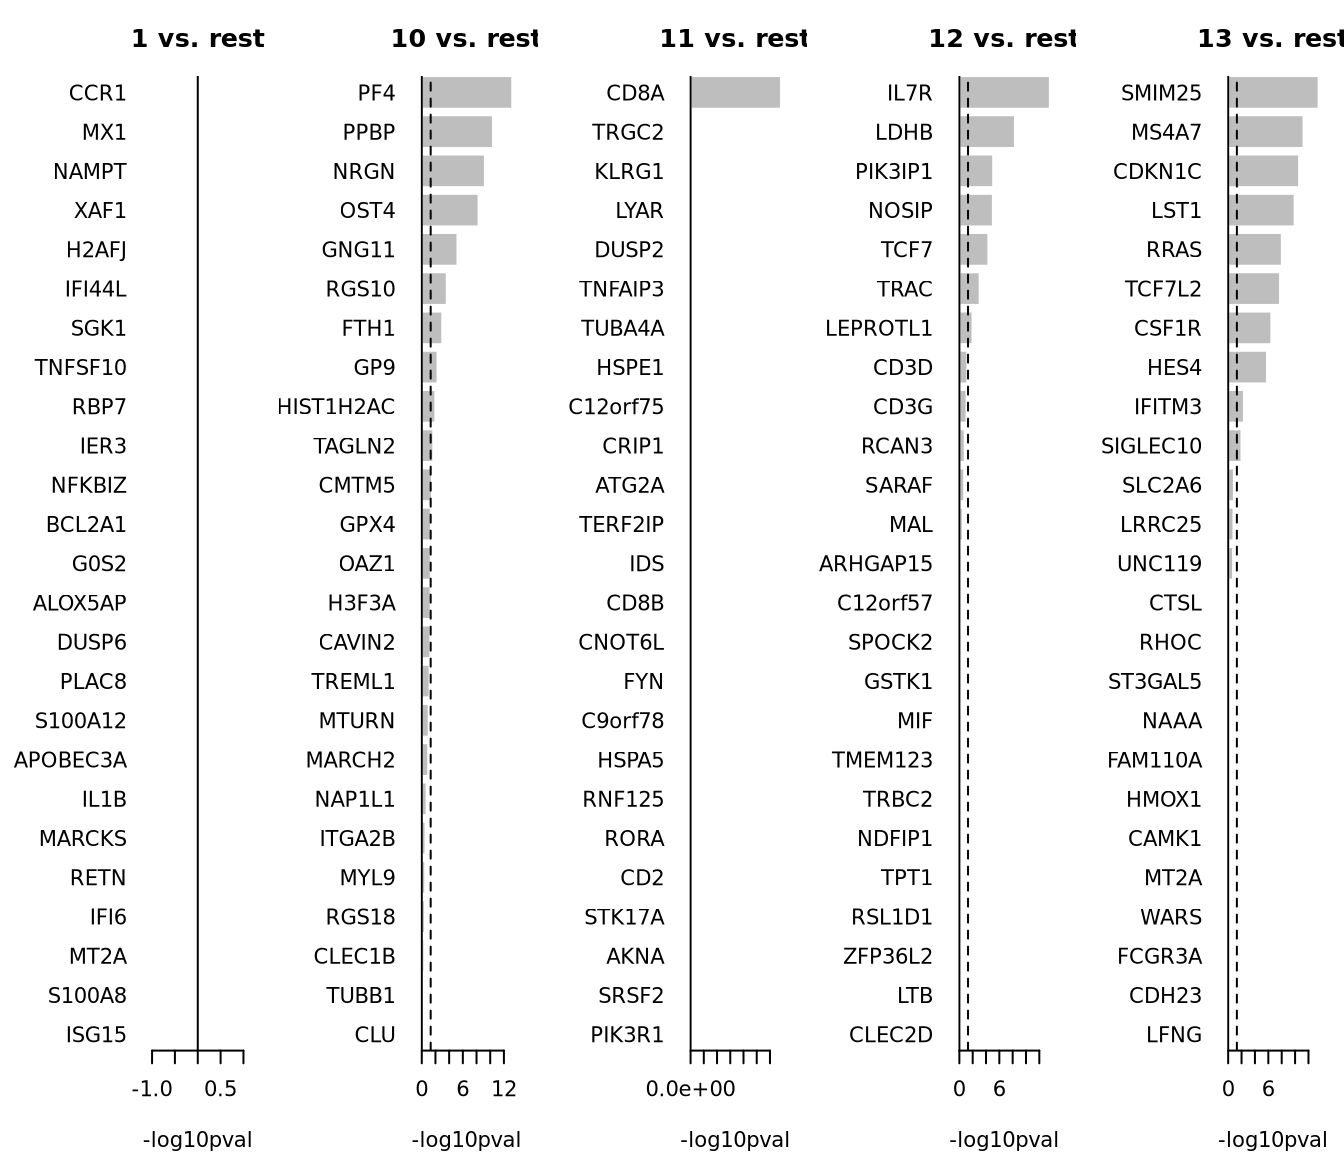 1 vs. rest
CCR1
MX1
NAMPT
XAF1
H2AFJ
IFI44L
SGK1
TNFSF10
RBP7
IER3
NFKBIZ
BCL2A1
G0S2
ALOX5AP
DUSP6
PLAC8
S100A12
APOBEC3A
IL1B
MARCKS
RETN
IFI6
MT2A
S100A8
ISG15
-1.0 0.5
-log10pval
10 vs. rest
PF4
PPBP
NRGN
OST4
GNG11
RGS10
FTH1
GP9
HIST1H2AC
TAGLN2
CMTM5
GPX4
OAZ1
H3F3A
CAVIN2
TREML1
MTURN
MARCH2
NAP1L1
ITGA2B
MYL9
RGS18
CLEC1B
TUBB1
CLU
0 6 12
-log10pval
11 vs. rest
CD8A
TRGC2
KLRG1
LYAR
DUSP2
TNFAIP3
TUBA4A
HSPE1
C12orf75
CRIP1
ATG2A
TERF2IP
IDS
CD8B
CNOT6L
FYN
C9orf78
HSPA5
RNF125
RORA
CD2
STK17A
AKNA
SRSF2
PIK3R1
0.0e+00
-log10pval
12 vs. rest
IL7R
LDHB
PIK3IP1
NOSIP
TCF7
TRAC
LEPROTL1
CD3D
CD3G
RCAN3
SARAF
MAL
ARHGAP15
C12orf57
SPOCK2
GSTK1
MIF
TMEM123
TRBC2
NDFIP1
TPT1
RSL1D1
ZFP36L2
LTB
CLEC2D
0 6
-log10pval
13 vs. rest
SMIM25
MS4A7
CDKN1C
LST1
RRAS
TCF7L2
CSF1R
HES4
IFITM3
SIGLEC10
SLC2A6
LRRC25
UNC119
CTSL
RHOC
ST3GAL5
NAAA
FAM110A
HMOX1
CAMK1
MT2A
WARS
FCGR3A
CDH23
LFNG
0 6
-log10pval